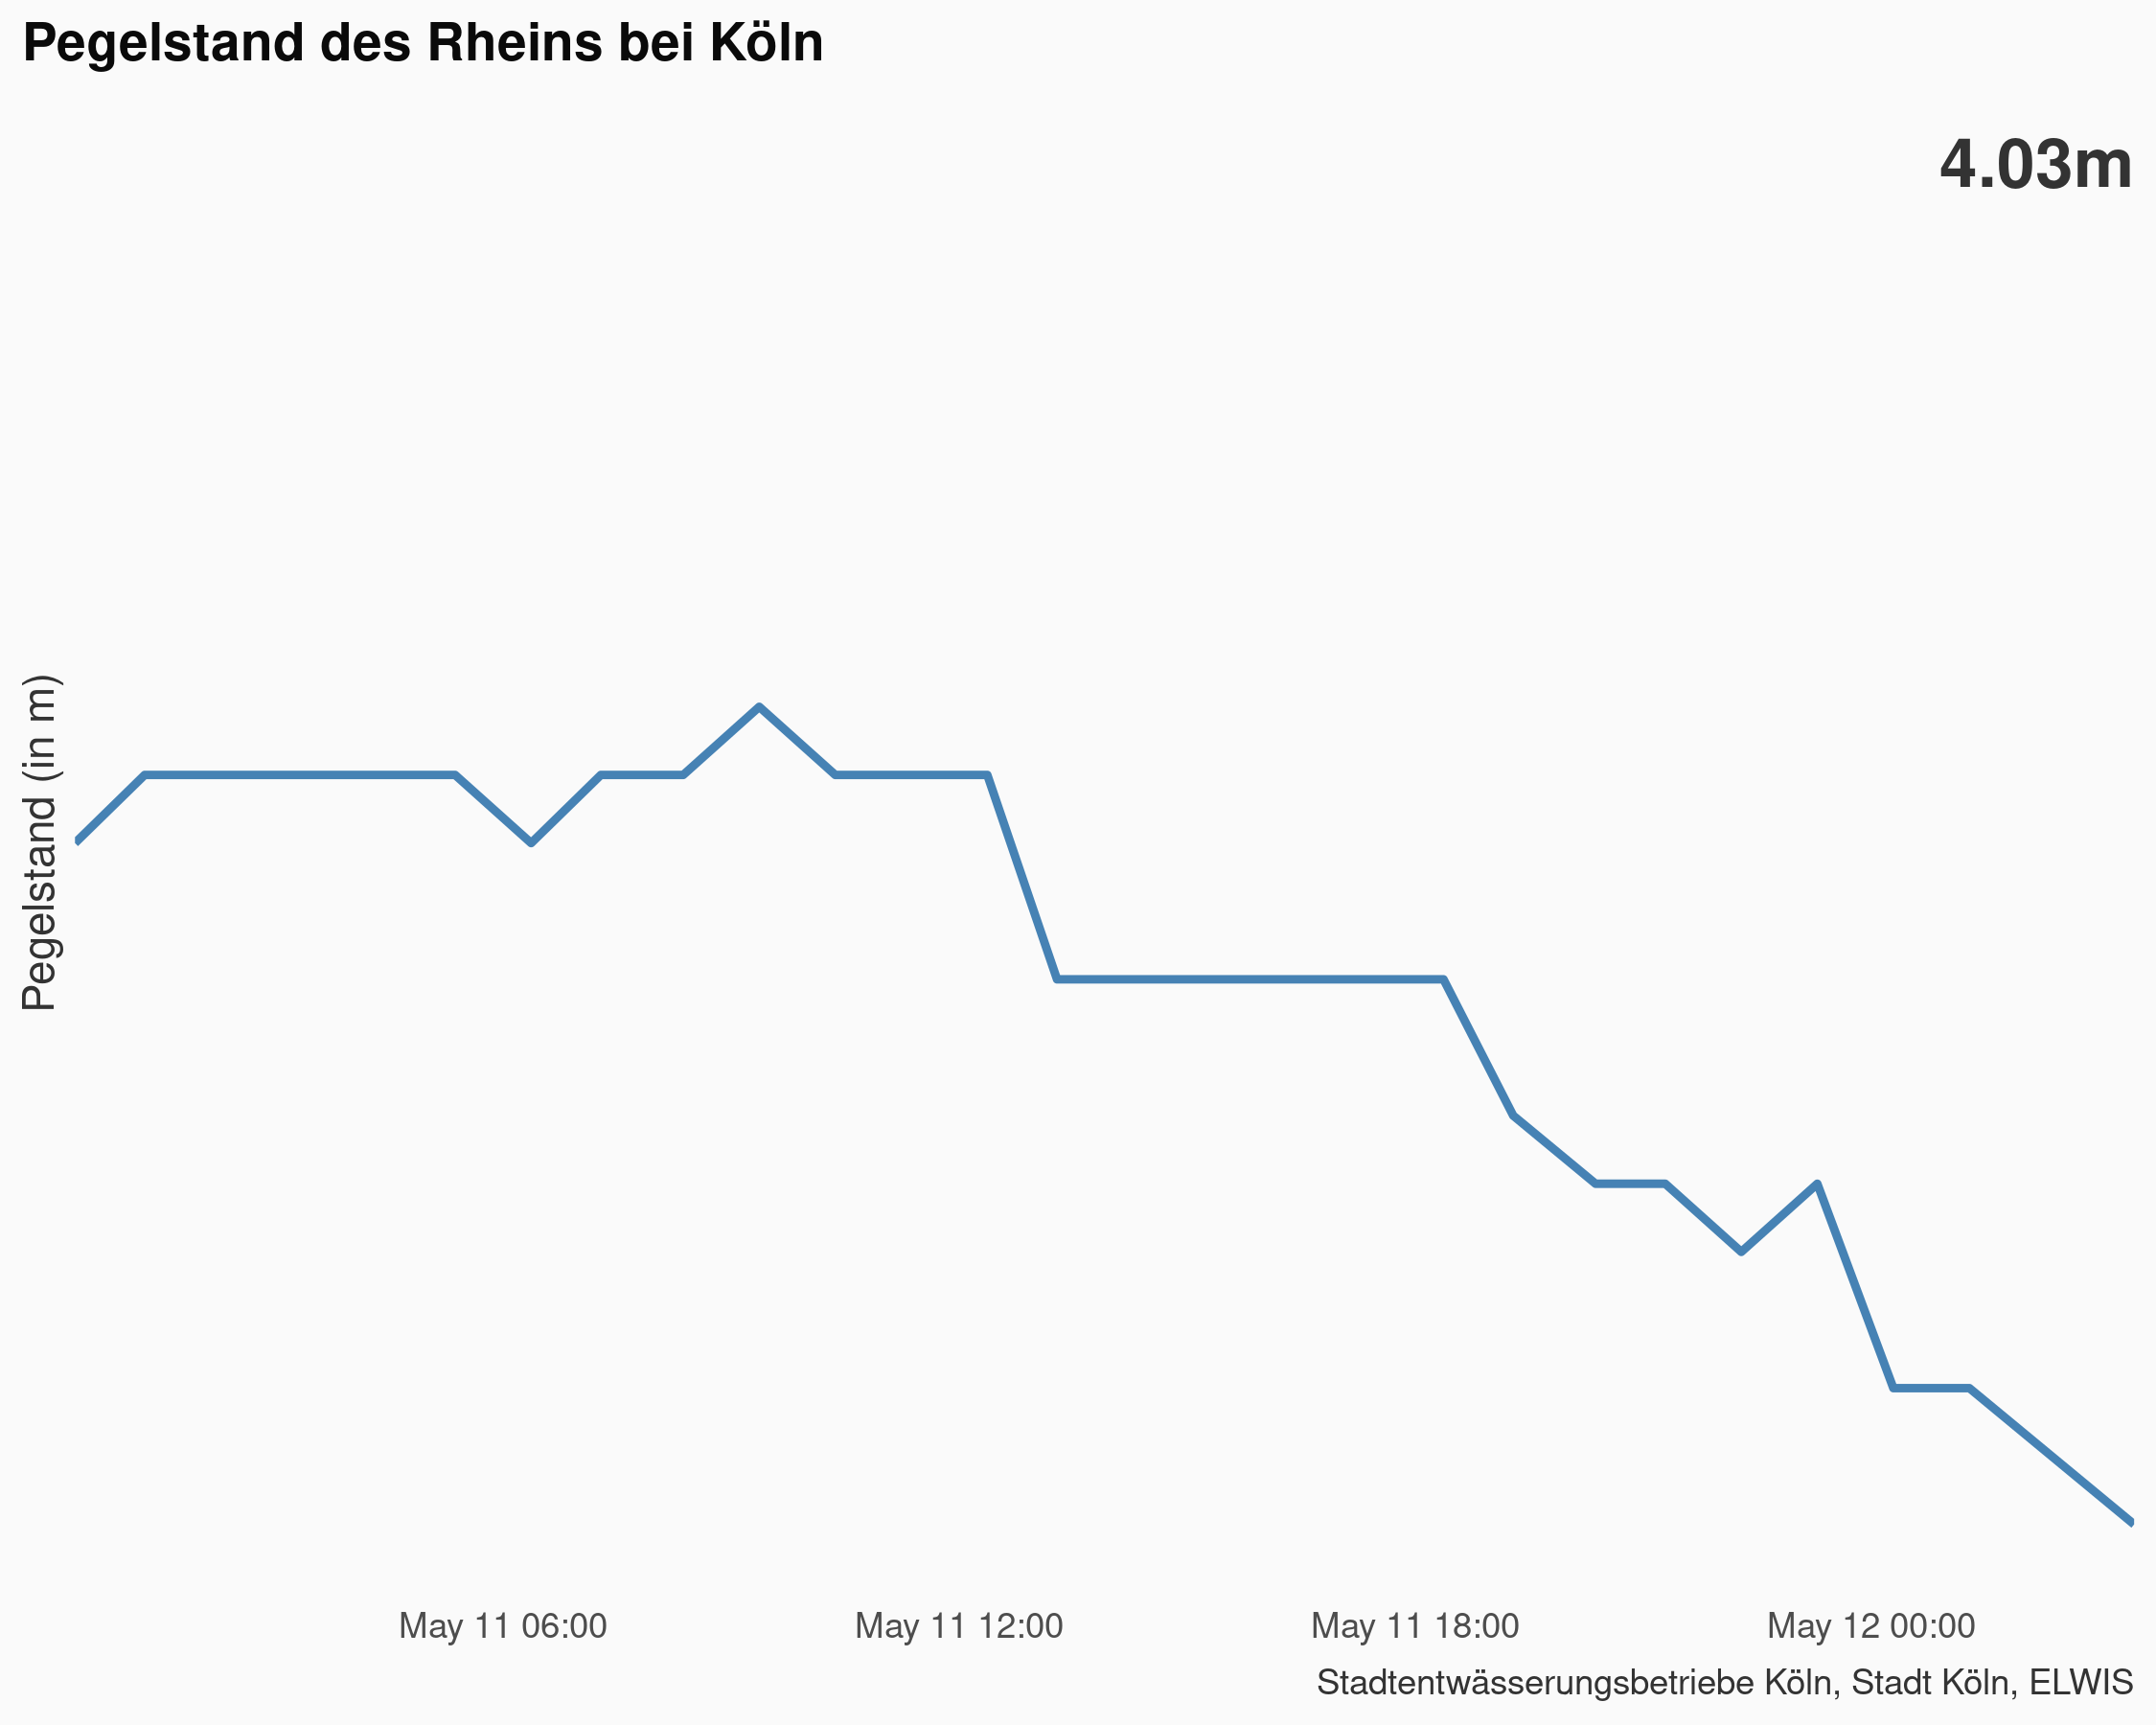 Pegelstand des Rheins bei Köln
4.03m
Pegelstand (in m)
May 11 06:00
May 11 12:00
May 11 18:00
May 12 00:00
Stadtentwässerungsbetriebe Köln, Stadt Köln, ELWIS